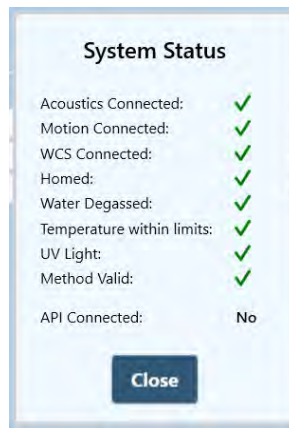 System Status
Acoustics Connected: ✓
Motion Connected: ✓
WCS Connected: ✓
Homed: ✓
Water Degassed: ✓
Temperature within limits: ✓
UV Light: ✓
Method Valid: ✓
API Connected: No
Close